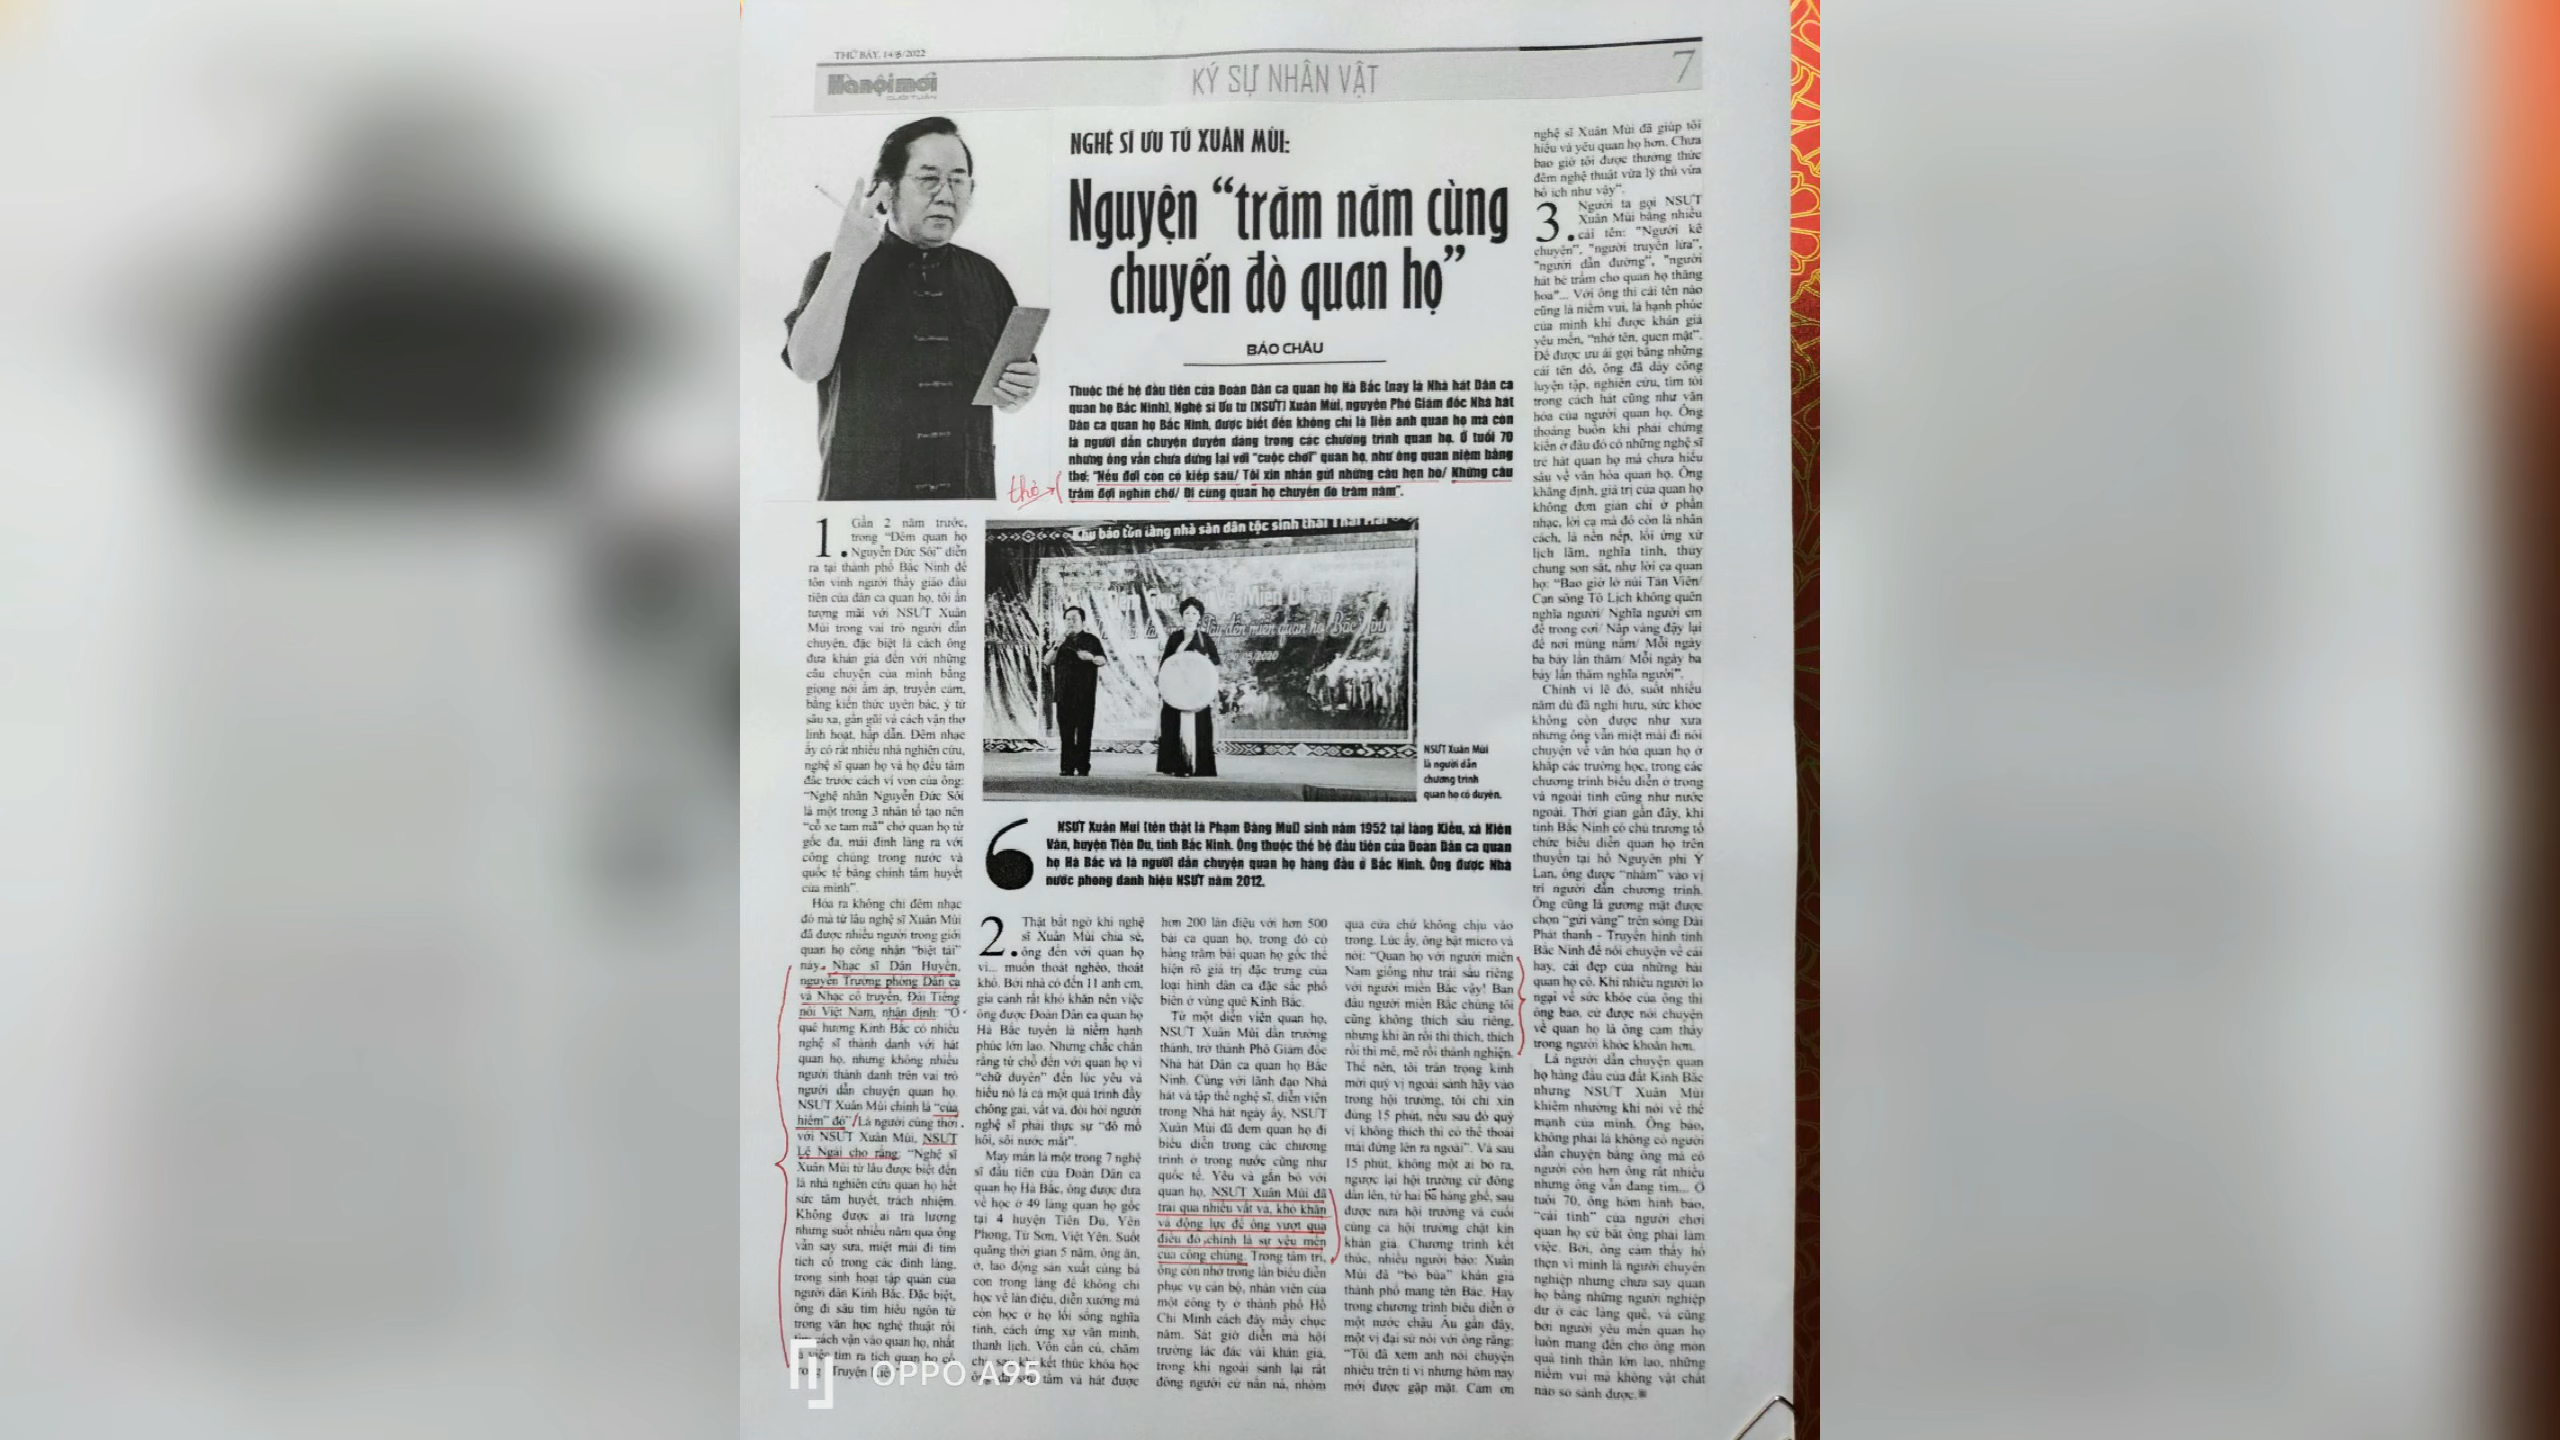 THỨ BẢY, 14/5/2022
Hànộimới
CUỐI TUẦN
KÝ SỰ NHÂN VẬT
7
NGHỆ SĨ ƯU TÚ XUÂN MÙI:
Nguyện “trăm năm cùng
chuyến đò quan họ”
BẢO CHÂU
Thuộc thế hệ đầu tiên của Đoàn Dân ca quan họ Hà Bắc (nay là Nhà hát Dân ca
quan họ Bắc Ninh), Nghệ sĩ Ưu tú (NSƯT) Xuân Mùi, nguyên Phó Giám đốc Nhà hát
Dân ca quan họ Bắc Ninh, được biết đến không chỉ là liền anh quan họ mà còn
là người dẫn chuyện duyên dáng trong các chương trình quan họ. Ở tuổi 70
nhưng ông vẫn chưa dừng lại với “cuộc chơi” quan họ, như ông quan niệm bằng
thơ: “Nếu đời còn có kiếp sau/ Tôi xin nhắn gửi những câu hẹn hò/ Những câu
trăm đợi nghìn chờ/ Đi cùng quan họ chuyến đò trăm năm”.
thơ
1. Gần 2 năm trước,
trong “Đêm quan họ
Nguyễn Đức Sôi” diễn
ra tại thành phố Bắc Ninh để
tôn vinh người thầy giáo đầu
tiên của dân ca quan họ, tôi ấn
tượng mãi với NSƯT Xuân
Mùi trong vai trò người dẫn
chuyện, đặc biệt là cách ông
đưa khán giả đến với những
câu chuyện của mình bằng
giọng nói ấm áp, truyền cảm,
bằng kiến thức uyên bác, ý tứ
sâu xa, gần gũi và cách vận thơ
linh hoạt, hấp dẫn. Đêm nhạc
ấy có rất nhiều nhà nghiên cứu,
nghệ sĩ quan họ và họ đều tâm
đắc trước cách ví von của ông:
“Nghệ nhân Nguyễn Đức Sôi
là một trong 3 nhân tố tạo nên
“cỗ xe tam mã” chở quan họ từ
gốc đa, mái đình làng ra với
công chúng trong nước và
quốc tế bằng chính tâm huyết
của mình”.
Hóa ra không chỉ đêm nhạc
đó mà từ lâu nghệ sĩ Xuân Mùi
đã được nhiều người trong giới
quan họ công nhận “biệt tài”
này. Nhạc sĩ Dân Huyền,
nguyên Trưởng phòng Dân ca
và Nhạc cổ truyền, Đài Tiếng
nói Việt Nam, nhận định: “Ở
quê hương Kinh Bắc có nhiều
nghệ sĩ thành danh với hát
quan họ, nhưng không nhiều
người thành danh trên vai trò
người dẫn chuyện quan họ.
NSƯT Xuân Mùi chính là “của
hiếm” đó”/ Là người cùng thời
với NSƯT Xuân Mùi, NSƯT
Lệ Ngải cho rằng: “Nghệ sĩ
Xuân Mùi từ lâu được biết đến
là nhà nghiên cứu quan họ hết
sức tâm huyết, trách nhiệm.
Không được ai trả lương
nhưng suốt nhiều năm qua ông
vẫn say sưa, miệt mài đi tìm
tích cổ trong các đình làng,
trong sinh hoạt tập quán của
người dân Kinh Bắc. Đặc biệt,
ông đi sâu tìm hiểu ngôn từ
trong văn học nghệ thuật rồi
cách vận vào quan họ, nhất
là việc tìm ra tích quan họ cổ
Truyện
Khu bảo tồn làng nhà sàn dân tộc sinh thái Thái Hải
NSƯT Xuân Mùi
là người dẫn
chương trình
quan họ có duyên.
NSƯT Xuân Mùi (tên thật là Phạm Đăng Mùi) sinh năm 1952 tại làng Kiều, xã Hiên
Vân, huyện Tiên Du, tỉnh Bắc Ninh. Ông thuộc thế hệ đầu tiên của Đoàn Dân ca quan
họ Hà Bắc và là người dẫn chuyện quan họ hàng đầu ở Bắc Ninh. Ông được Nhà
nước phong danh hiệu NSƯT năm 2012.
2. Thật bất ngờ khi nghệ
sĩ Xuân Mùi chia sẻ,
ông đến với quan họ
vì... muốn thoát nghèo, thoát
khổ. Bởi nhà có đến 11 anh em,
gia cảnh rất khó khăn nên việc
ông được Đoàn Dân ca quan họ
Hà Bắc tuyển là niềm hạnh
phúc lớn lao. Nhưng chắc chắn
rằng từ chỗ đến với quan họ vì
“chữ duyên” đến lúc yêu và
hiểu nó là cả một quá trình đầy
chông gai, vất vả, đòi hỏi người
nghệ sĩ phải thực sự “đổ mồ
hôi, sôi nước mắt”.
May mắn là một trong 7 nghệ
sĩ đầu tiên của Đoàn Dân ca
quan họ Hà Bắc, ông được đưa
về học ở 49 làng quan họ gốc
tại 4 huyện Tiên Du, Yên
Phong, Từ Sơn, Việt Yên. Suốt
quãng thời gian 5 năm, ông ăn,
ở, lao động sản xuất cùng bà
con trong làng để không chỉ
học về làn điệu, diễn xướng mà
còn học ở họ lối sống nghĩa
tình, cách ứng xử văn minh,
thanh lịch. Vốn cần cù, chăm
kết thúc khóa học
tầm và hát được
hơn 200 làn điệu với hơn 500
bài ca quan họ, trong đó có
hàng trăm bài quan họ gốc thể
hiện rõ giá trị đặc trưng của
loại hình dân ca đặc sắc phổ
biến ở vùng quê Kinh Bắc.
Từ một diễn viên quan họ,
NSƯT Xuân Mùi dần trưởng
thành, trở thành Phó Giám đốc
Nhà hát Dân ca quan họ Bắc
Ninh. Cùng với lãnh đạo Nhà
hát và tập thể nghệ sĩ, diễn viên
trong Nhà hát ngày ấy, NSƯT
Xuân Mùi đã đem quan họ đi
biểu diễn trong các chương
trình ở trong nước cũng như
quốc tế. Yêu và gắn bó với
quan họ, NSƯT Xuân Mùi đã
trải qua nhiều vất vả, khó khăn
và động lực để ông vượt qua
điều đó chính là sự yêu mến
của công chúng. Trong tâm trí,
ông còn nhớ trong lần biểu diễn
phục vụ cán bộ, nhân viên của
một công ty ở thành phố Hồ
Chí Minh cách đây mấy chục
năm. Sát giờ diễn mà hội
trường lác đác vài khán giả,
trong khi ngoài sảnh lại rất
đông người cứ nấn ná, nhòm
qua cửa chứ không chịu vào
trong. Lúc ấy, ông bật micro và
nói: “Quan họ với người miền
Nam giống như trái sầu riêng
với người miền Bắc vậy! Ban
đầu người miền Bắc chúng tôi
cũng không thích sầu riêng,
nhưng khi ăn rồi thì thích, thích
rồi thì mê, mê rồi thành nghiện.
Thế nên, tôi trân trọng kính
mời quý vị ngoài sảnh hãy vào
trong hội trường, tôi chỉ xin
đúng 15 phút, nếu sau đó quý
vị không thích thì có thể thoải
mái đứng lên ra ngoài”. Và sau
15 phút, không một ai bỏ ra,
ngược lại hội trường cứ đông
dần lên, từ hai ba hàng ghế, sau
được nửa hội trường và cuối
cùng cả hội trường chật kín
khán giả. Chương trình kết
thúc, nhiều người bảo: Xuân
Mùi đã “bỏ bùa” khán giả
thành phố mang tên Bác. Hay
trong chương trình biểu diễn ở
một nước châu Âu gần đây,
một vị đại sứ nói với ông rằng:
“Tôi đã xem anh nói chuyện
nhiều trên ti vi nhưng hôm nay
mới được gặp mặt. Cảm ơn
nghệ sĩ Xuân Mùi đã giúp tôi
hiểu và yêu quan họ hơn. Chưa
bao giờ tôi được thưởng thức
đêm nghệ thuật vừa lý thú vừa
bổ ích như vậy”.
3. Người ta gọi NSƯT
Xuân Mùi bằng nhiều
cái tên: “Người kể
chuyện”, “người truyền lửa”,
“người dẫn đường”, “người
hát bè trầm cho quan họ thăng
hoa”... Với ông thì cái tên nào
cũng là niềm vui, là hạnh phúc
của mình khi được khán giả
yêu mến, “nhớ tên, quen mặt”.
Để được ưu ái gọi bằng những
cái tên đó, ông đã dày công
luyện tập, nghiên cứu, tìm tòi
trong cách hát cũng như văn
hóa của người quan họ. Ông
thoáng buồn khi phải chứng
kiến ở đâu đó có những nghệ sĩ
trẻ hát quan họ mà chưa hiểu
sâu về văn hóa quan họ. Ông
khẳng định, giá trị của quan họ
không đơn giản chỉ ở phần
nhạc, lời ca mà đó còn là nhân
cách, là nền nếp, lối ứng xử
lịch lãm, nghĩa tình, thủy
chung son sắt, như lời ca quan
họ: “Bao giờ lở núi Tản Viên/
Cạn sông Tô Lịch không quên
nghĩa người/ Nghĩa người em
để trong cơi/ Nắp vàng đậy lại
để nơi mùng nằm/ Mỗi ngày
ba bảy lần thăm/ Mỗi ngày ba
bảy lần thăm nghĩa người”.
Chính vì lẽ đó, suốt nhiều
năm dù đã nghỉ hưu, sức khỏe
không còn được như xưa
nhưng ông vẫn miệt mài đi nói
chuyện về văn hóa quan họ ở
khắp các trường học, trong các
chương trình biểu diễn ở trong
và ngoài tỉnh cũng như nước
ngoài. Thời gian gần đây, khi
tỉnh Bắc Ninh có chủ trương tổ
chức biểu diễn quan họ trên
thuyền tại hồ Nguyên phi Ỷ
Lan, ông được “nhắm” vào vị
trí người dẫn chương trình.
Ông cũng là gương mặt được
chọn “gửi vàng” trên sóng Đài
Phát thanh - Truyền hình tỉnh
Bắc Ninh để nói chuyện về cái
hay, cái đẹp của những bài
quan họ cổ. Khi nhiều người lo
ngại về sức khỏe của ông thì
ông bảo, cứ được nói chuyện
về quan họ là ông cảm thấy
trong người khỏe khoắn hơn.
Là người dẫn chuyện quan
họ hàng đầu của đất Kinh Bắc
nhưng NSƯT Xuân Mùi
khiêm nhường khi nói về thế
mạnh của mình. Ông bảo,
không phải là không có người
dẫn chuyện bằng ông mà có
người còn hơn ông rất nhiều
nhưng ông vẫn đang tìm... Ở
tuổi 70, ông hóm hỉnh bảo,
“cái tình” của người chơi
quan họ cứ bắt ông phải làm
việc. Bởi, ông cảm thấy hổ
thẹn vì mình là người chuyên
nghiệp nhưng chưa say quan
họ bằng những người nghiệp
dư ở các làng quê, và cũng
bởi người yêu mến quan họ
luôn mang đến cho ông món
quà tinh thần lớn lao, những
niềm vui mà không vật chất
nào so sánh được.
OPPO A95